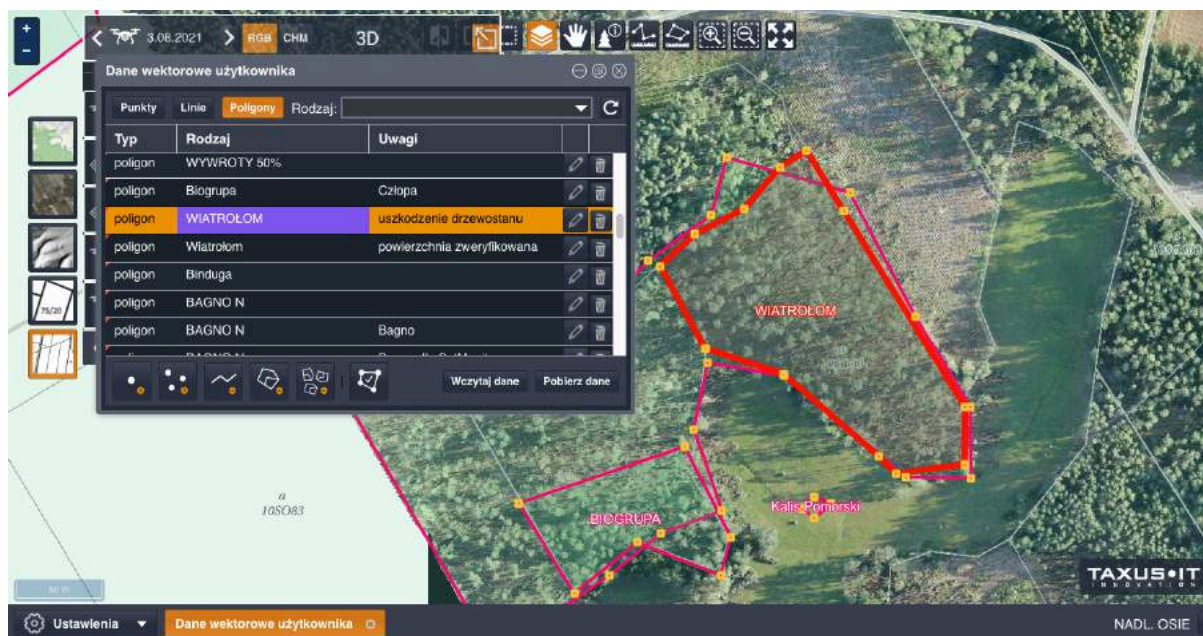 +
-
3.08.2021 RGB CHM 3D
Dane wektorowe użytkownika
Punkty Linie Poligony Rodzaj:
Typ Rodzaj Uwagi
poligon WYWROTY 50%
poligon Biogrupa Człopa
poligon WIATROŁOM uszkodzenie drzewostanu
poligon Wiatrołom powierzchnia zweryfikowana
poligon Binduga
poligon BAGNO N
poligon BAGNO N Bagno
Wczytaj dane Pobierz dane
75/20
WIATROŁOM
BIOGRUPA
Kalis Pomorski
a
10SO83
TAXUS•IT
INNOVATION
Ustawienia
Dane wektorowe użytkownika
NADL. OSIE